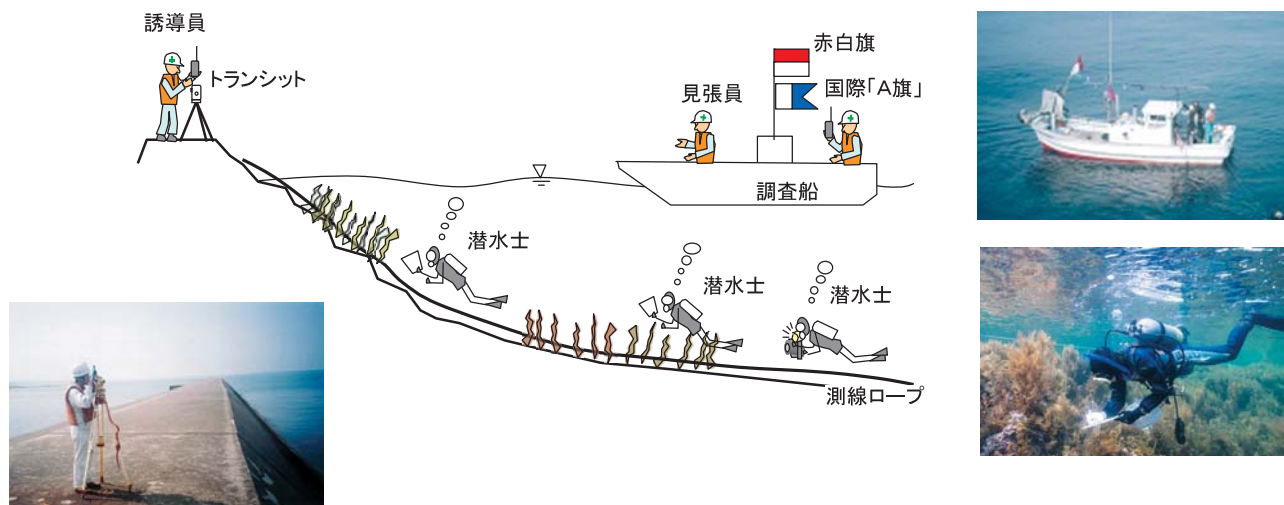 誘導員
トランシット
赤白旗
国際「A旗」
見張員
調査船
潜水士
潜水士
潜水士
測線ロープ